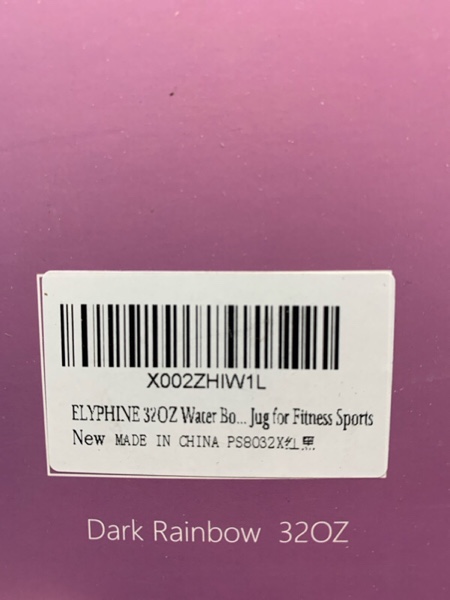 X002ZHIW1L
ELYPHINE 32OZ Water Bo... Jug for Fitness Sports
New MADE IN CHINA PS8032X红黑
Dark Rainbow 32OZ